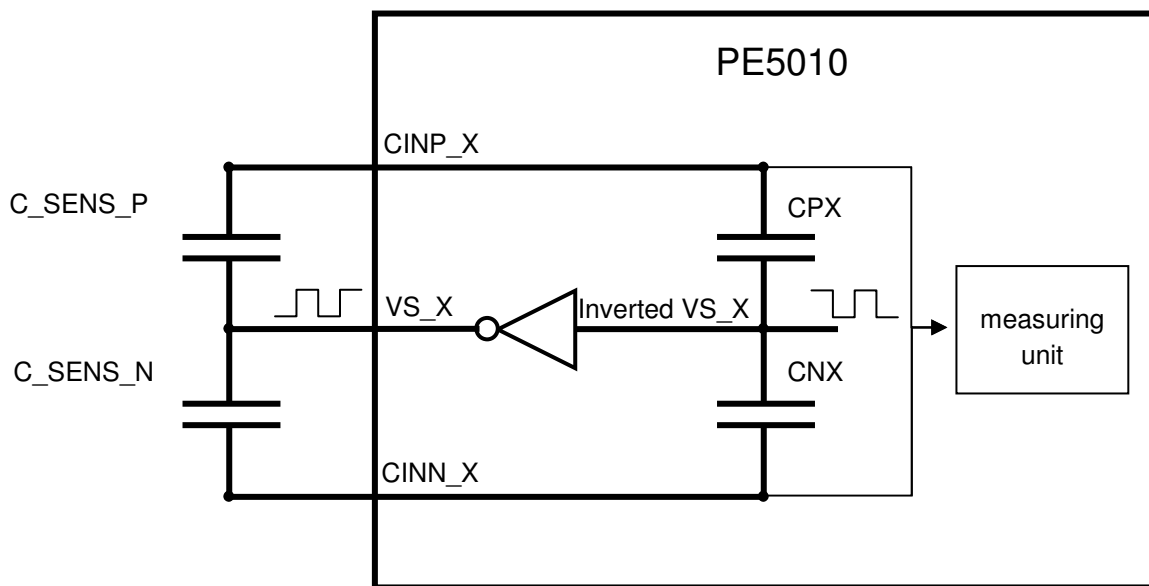 PE5010
CINP_X
C_SENS_P
CPX
VS_X
Inverted VS_X
measuring
unit
C_SENS_N
CNX
CINN_X